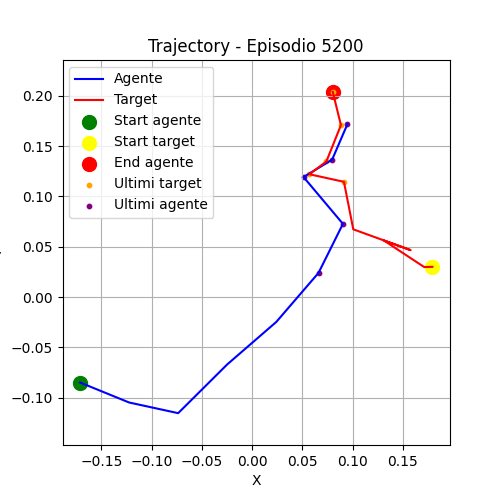 Trajectory - Episodio 5200
Agente
Target
Start agente
Start target
End agente
Ultimi target
Ultimi agente
0.20
0.15
0.10
0.05
0.00
−0.05
−0.10
−0.15
−0.10
−0.05
0.00
0.05
0.10
0.15
X